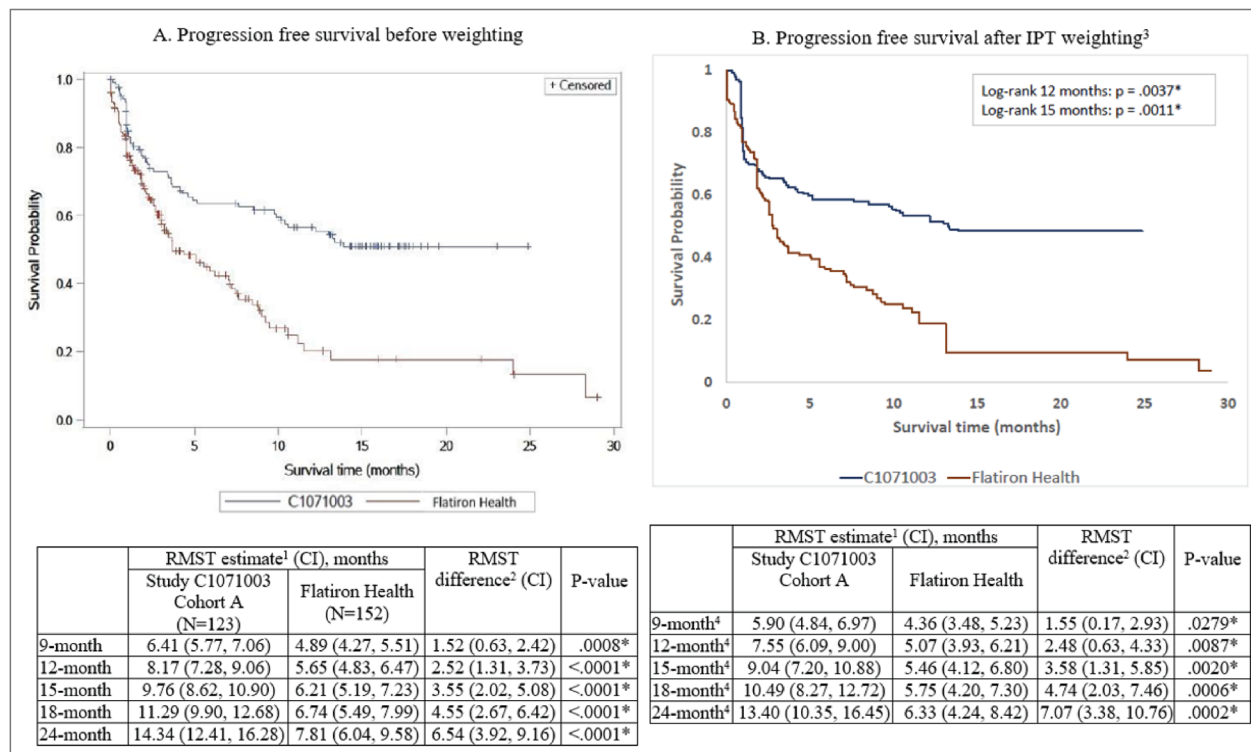 A. Progression free survival before weighting
+ Censored
1.0
0.8
0.6
0.4
0.2
0.0
Survival Probability
0 5 10 15 20 25 30
Survival time (months)
C1071003 Flatiron Health
RMST estimate¹ (CI), months RMST difference² (CI) P-value
Study C1071003 Cohort A (N=123) Flatiron Health (N=152)
9-month 6.41 (5.77, 7.06) 4.89 (4.27, 5.51) 1.52 (0.63, 2.42) .0008*
12-month 8.17 (7.28, 9.06) 5.65 (4.83, 6.47) 2.52 (1.31, 3.73) <.0001*
15-month 9.76 (8.62, 10.90) 6.21 (5.19, 7.23) 3.55 (2.02, 5.08) <.0001*
18-month 11.29 (9.90, 12.68) 6.74 (5.49, 7.99) 4.55 (2.67, 6.42) <.0001*
24-month 14.34 (12.41, 16.28) 7.81 (6.04, 9.58) 6.54 (3.92, 9.16) <.0001*
B. Progression free survival after IPT weighting³
Log-rank 12 months: p = .0037*
Log-rank 15 months: p = .0011*
1
0.8
0.6
0.4
0.2
0
Survival Probability
0 5 10 15 20 25 30
Survival time (months)
C1071003 Flatiron Health
RMST estimate¹ (CI), months RMST difference² (CI) P-value
Study C1071003 Cohort A Flatiron Health
9-month⁴ 5.90 (4.84, 6.97) 4.36 (3.48, 5.23) 1.55 (0.17, 2.93) .0279*
12-month⁴ 7.55 (6.09, 9.00) 5.07 (3.93, 6.21) 2.48 (0.63, 4.33) .0087*
15-month⁴ 9.04 (7.20, 10.88) 5.46 (4.12, 6.80) 3.58 (1.31, 5.85) .0020*
18-month⁴ 10.49 (8.27, 12.72) 5.75 (4.20, 7.30) 4.74 (2.03, 7.46) .0006*
24-month⁴ 13.40 (10.35, 16.45) 6.33 (4.24, 8.42) 7.07 (3.38, 10.76) .0002*